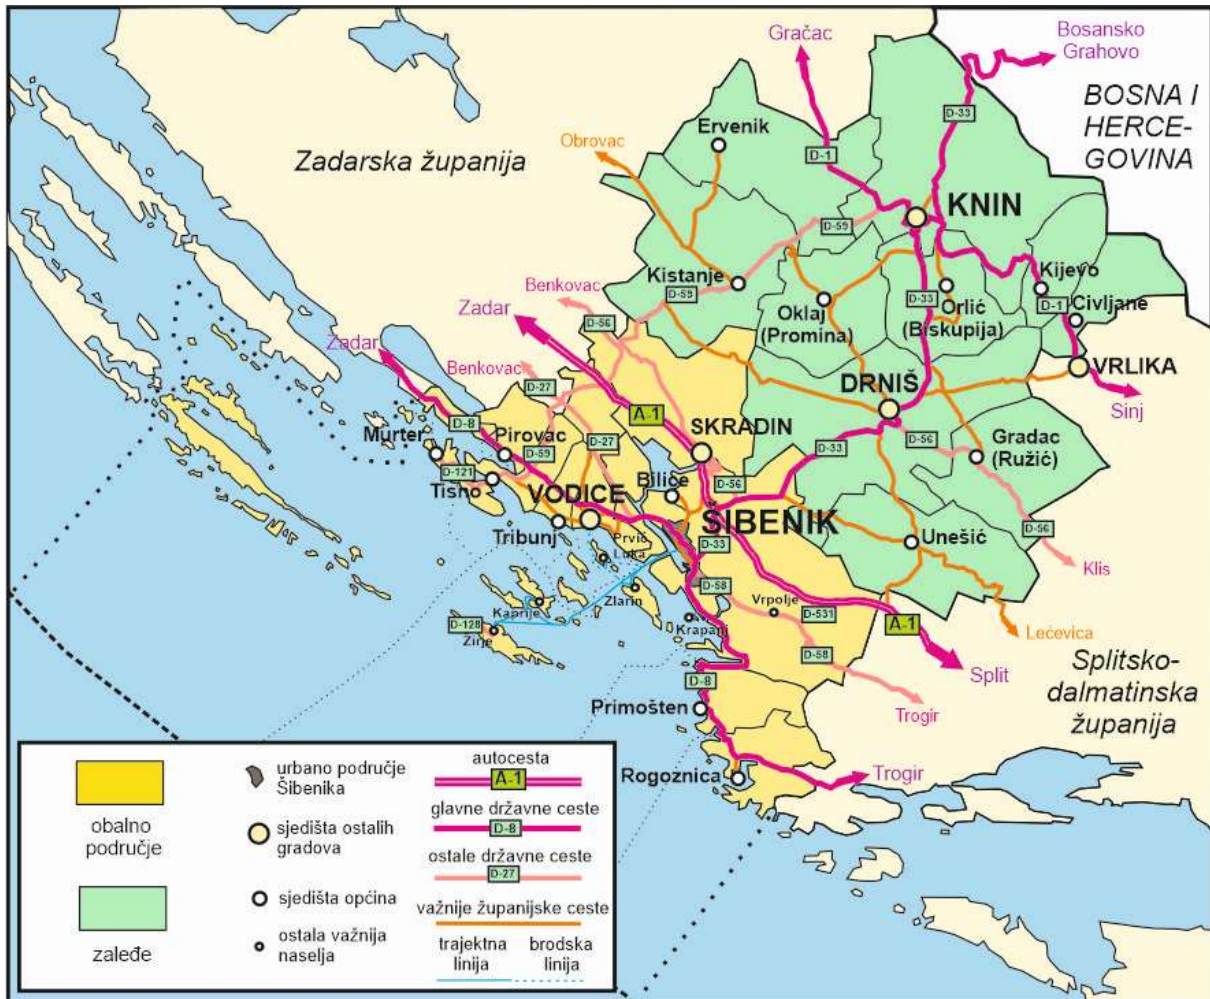 Gračac
Bosansko
Grahovo
BOSNA I
HERCE-
GOVINA
Zadarska županija
Obrovac
Ervenik
D-33
D-1
KNIN
D-59
Kistanje
D-59
Oklaj
(Promina)
D-33
Orlić
(Biskupija)
Kijevo
D-1
Civljane
Benkovac
Zadar
D-56
VRLIKA
Sinj
Zadar
Benkovac
D-27
A-1
DRNIŠ
D-8
Pirovac
D-27
SKRADIN
D-33
D-56
Gradac
(Ružić)
Murter
D-121
D-59
Tisno
VODICE
Bilice
D-56
ŠIBENIK
D-56
Tribunj
Prvić
Luka
D-33
Unešić
Klis
D-58
Kaprije
Zlarin
Vrpolje
D-531
D-128
Žirje
Krapanj
A-1
Lećevica
D-58
Split
Splitsko-
dalmatinska
županija
D-8
Primošten
Trogir
Rogoznica
Trogir
obalno
područje
zaleđe
urbano područje
Šibenika
sjedišta ostalih
gradova
sjedišta općina
ostala važnija
naselja
autocesta
A-1
glavne državne ceste
D-8
ostale državne ceste
D-27
važnije županijske ceste
trajektna
linija
brodska
linija